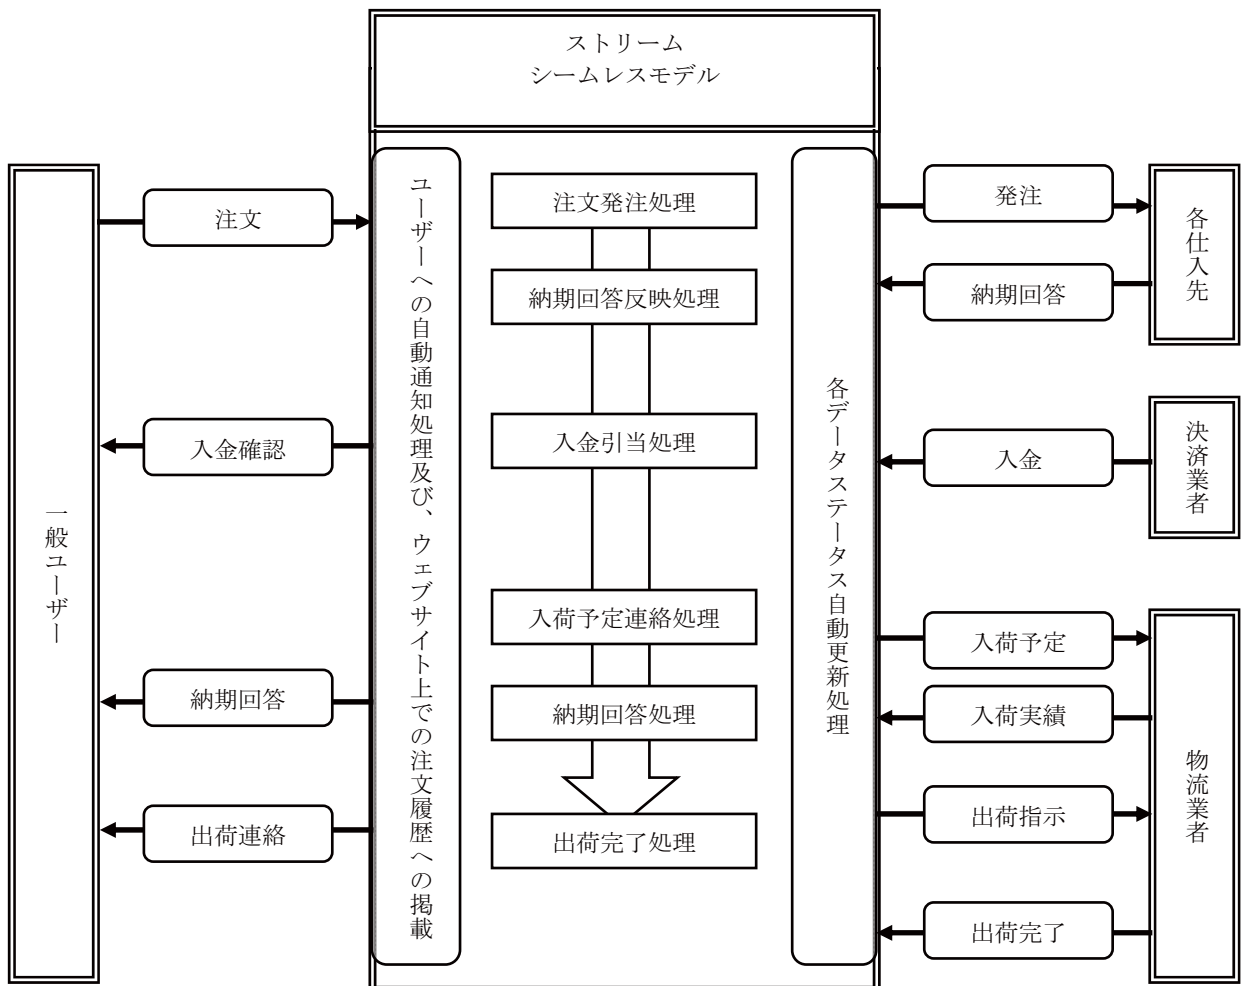 ストリーム
シームレスモデル
一般ユーザー
注文
入金確認
納期回答
出荷連絡
ユーザーへの自動通知処理及び、ウェブサイト上での注文履歴への掲載
注文発注処理
納期回答反映処理
入金引当処理
入荷予定連絡処理
納期回答処理
出荷完了処理
各データステータス自動更新処理
発注
納期回答
入金
入荷予定
入荷実績
出荷指示
出荷完了
各仕入先
決済業者
物流業者